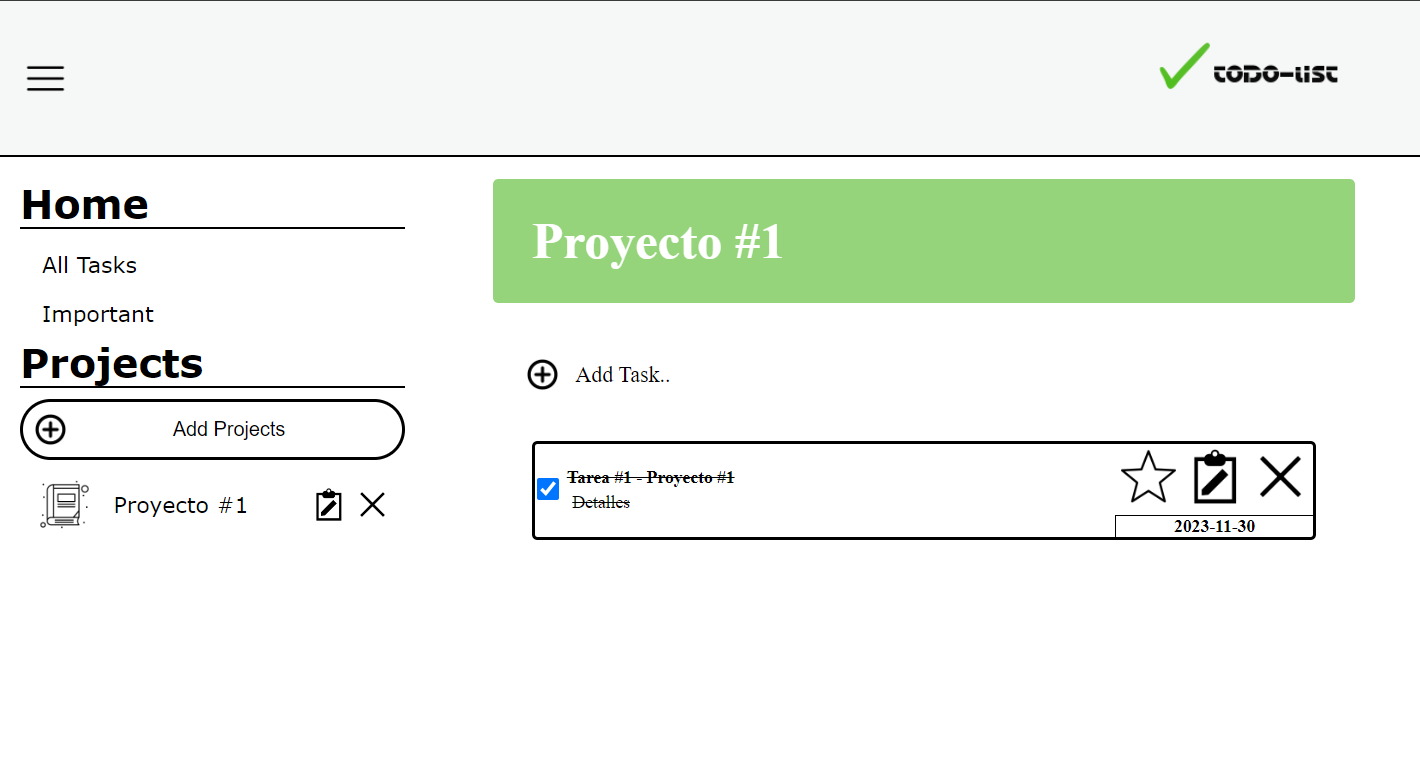 TODO-LIST
Home
All Tasks
Important
Projects
Add Projects
Proyecto #1
Proyecto #1
Add Task..
Tarea #1 - Proyecto #1
Detalles
2023-11-30